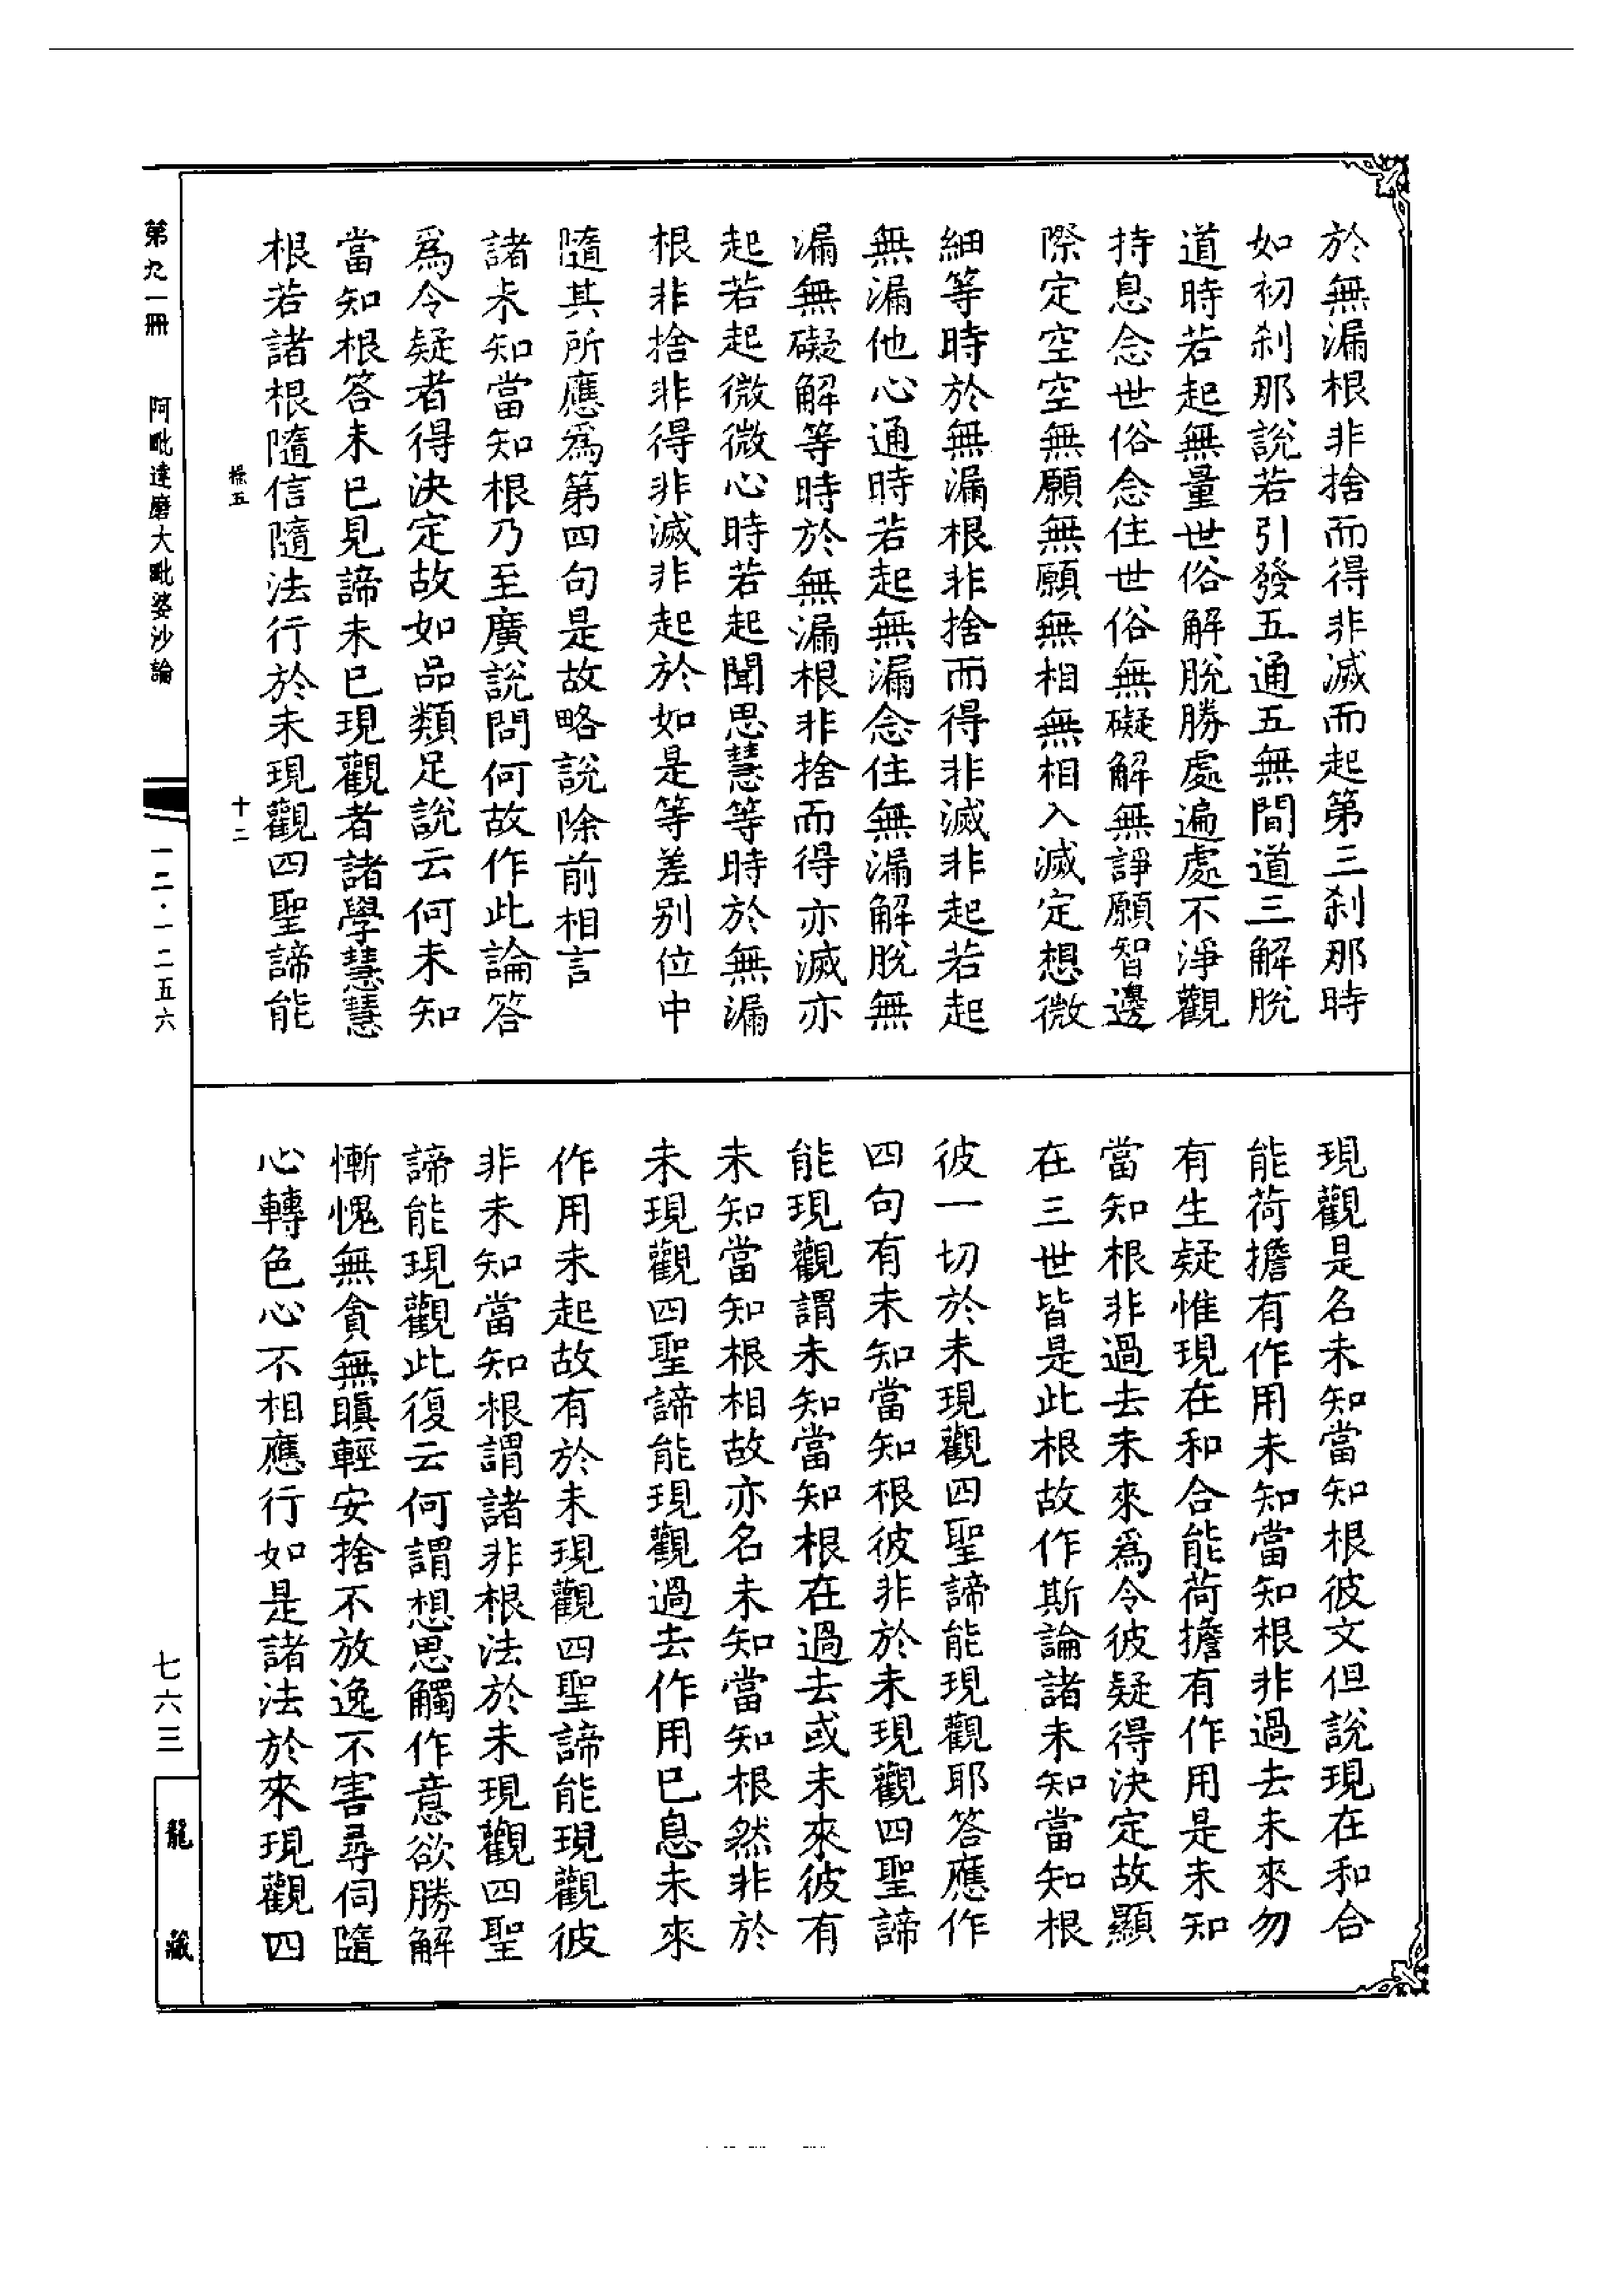 於無漏根非捨而得非滅而起第三剎那時
如初剎那說若引發五通五無間道三解脫
道時若起無量世俗解脫勝處遍處不淨觀
持息念世俗念住世俗無礙解無諍願智邊
際定空空無願無願無相無相入滅定想微
細等時於無漏根非捨而得非滅非起若起
無漏他心通時若起無漏念住無漏解脫無
漏無礙解等時於無漏根非捨而得亦滅亦
起若起微微心時若起聞思慧等時於無漏
根非捨非得非滅非起於如是等差別位中
隨其所應為第四句是故略說除前相言
諸未知當知根乃至廣說問何故作此論答
為令疑者得決定故如品類足說云何未知
當知根答未已見諦未已現觀者諸學慧慧
根若諸根隨信隨法行於未現觀四聖諦能
十二
現觀是名未知當知根彼文但說現在和合
能荷擔有作用未知當知根非過去未來勿
有生疑惟現在和合能荷擔有作用是未知
當知根非過去未來為令彼疑得決定故顯
在三世皆是此根故作斯論諸未知當知根
彼一切於未現觀四聖諦能現觀耶答應作
四句有未知當知根彼非於未現觀四聖諦
能現觀謂未知當知根在過去或未來彼有
未知當知根相故亦名未知當知根然非於
未現觀四聖諦能現觀過去作用已息未來
作用未起故有於未現觀四聖諦能現觀彼
非未知當知根謂諸非根法於未現觀四聖
諦能現觀此復云何謂想思觸作意欲勝解
慚愧無貪無瞋輕安捨不放逸不害尋伺隨
心轉色心不相應行如是諸法於來現觀四
第九一冊 阿毗達磨大毗婆沙論
一二·一二五六
七六三
龍藏